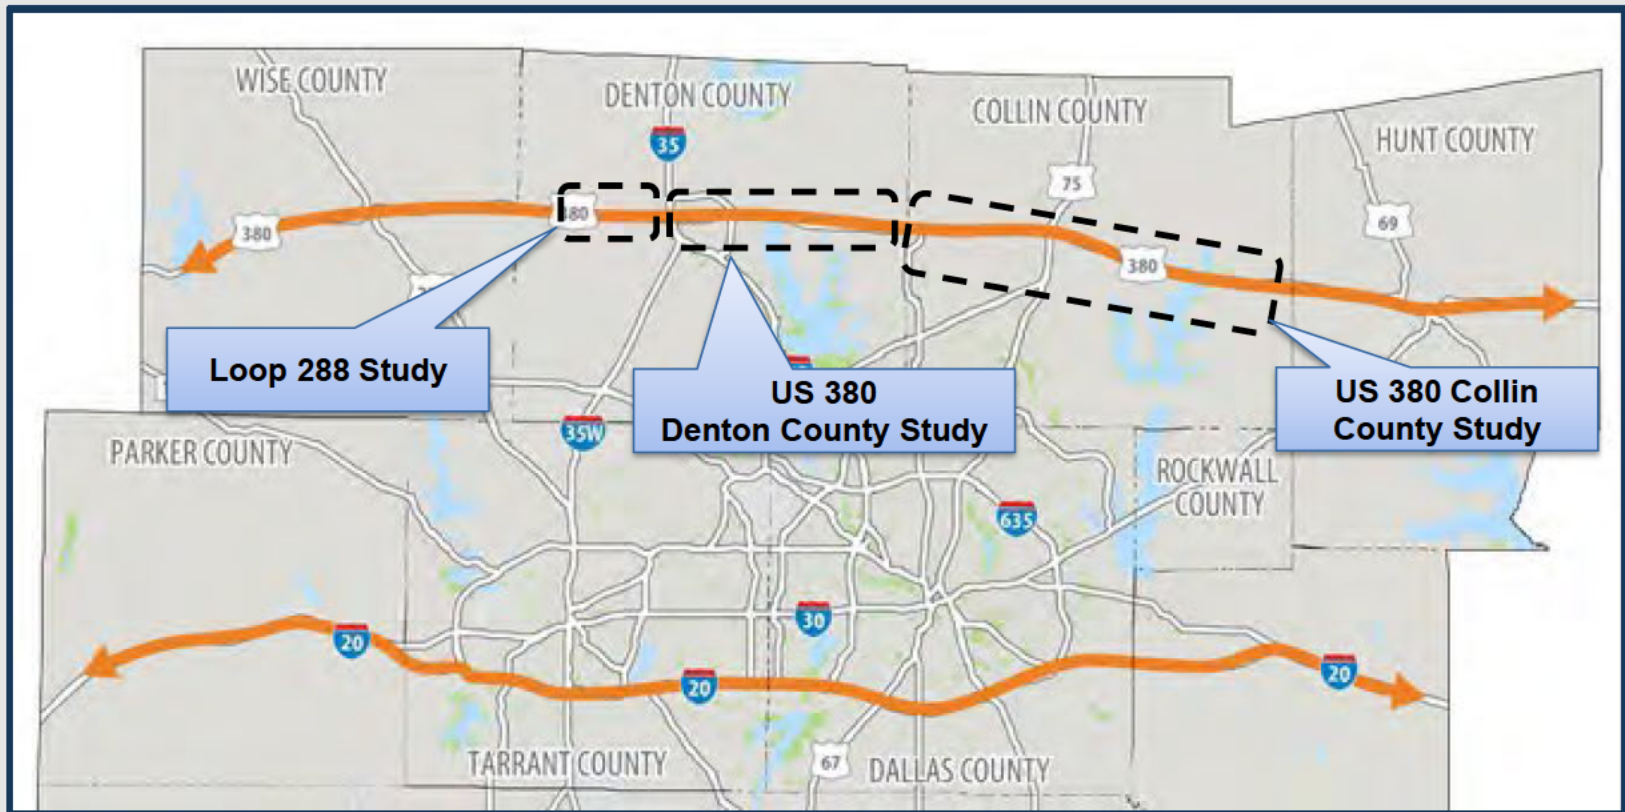 WISE COUNTY
DENTON COUNTY
COLLIN COUNTY
HUNT COUNTY
35
75
380
380
69
380
Loop 288 Study
US 380
Denton County Study
US 380 Collin
County Study
35W
PARKER COUNTY
ROCKWALL
COUNTY
635
30
20
20
20
TARRANT COUNTY
67
DALLAS COUNTY